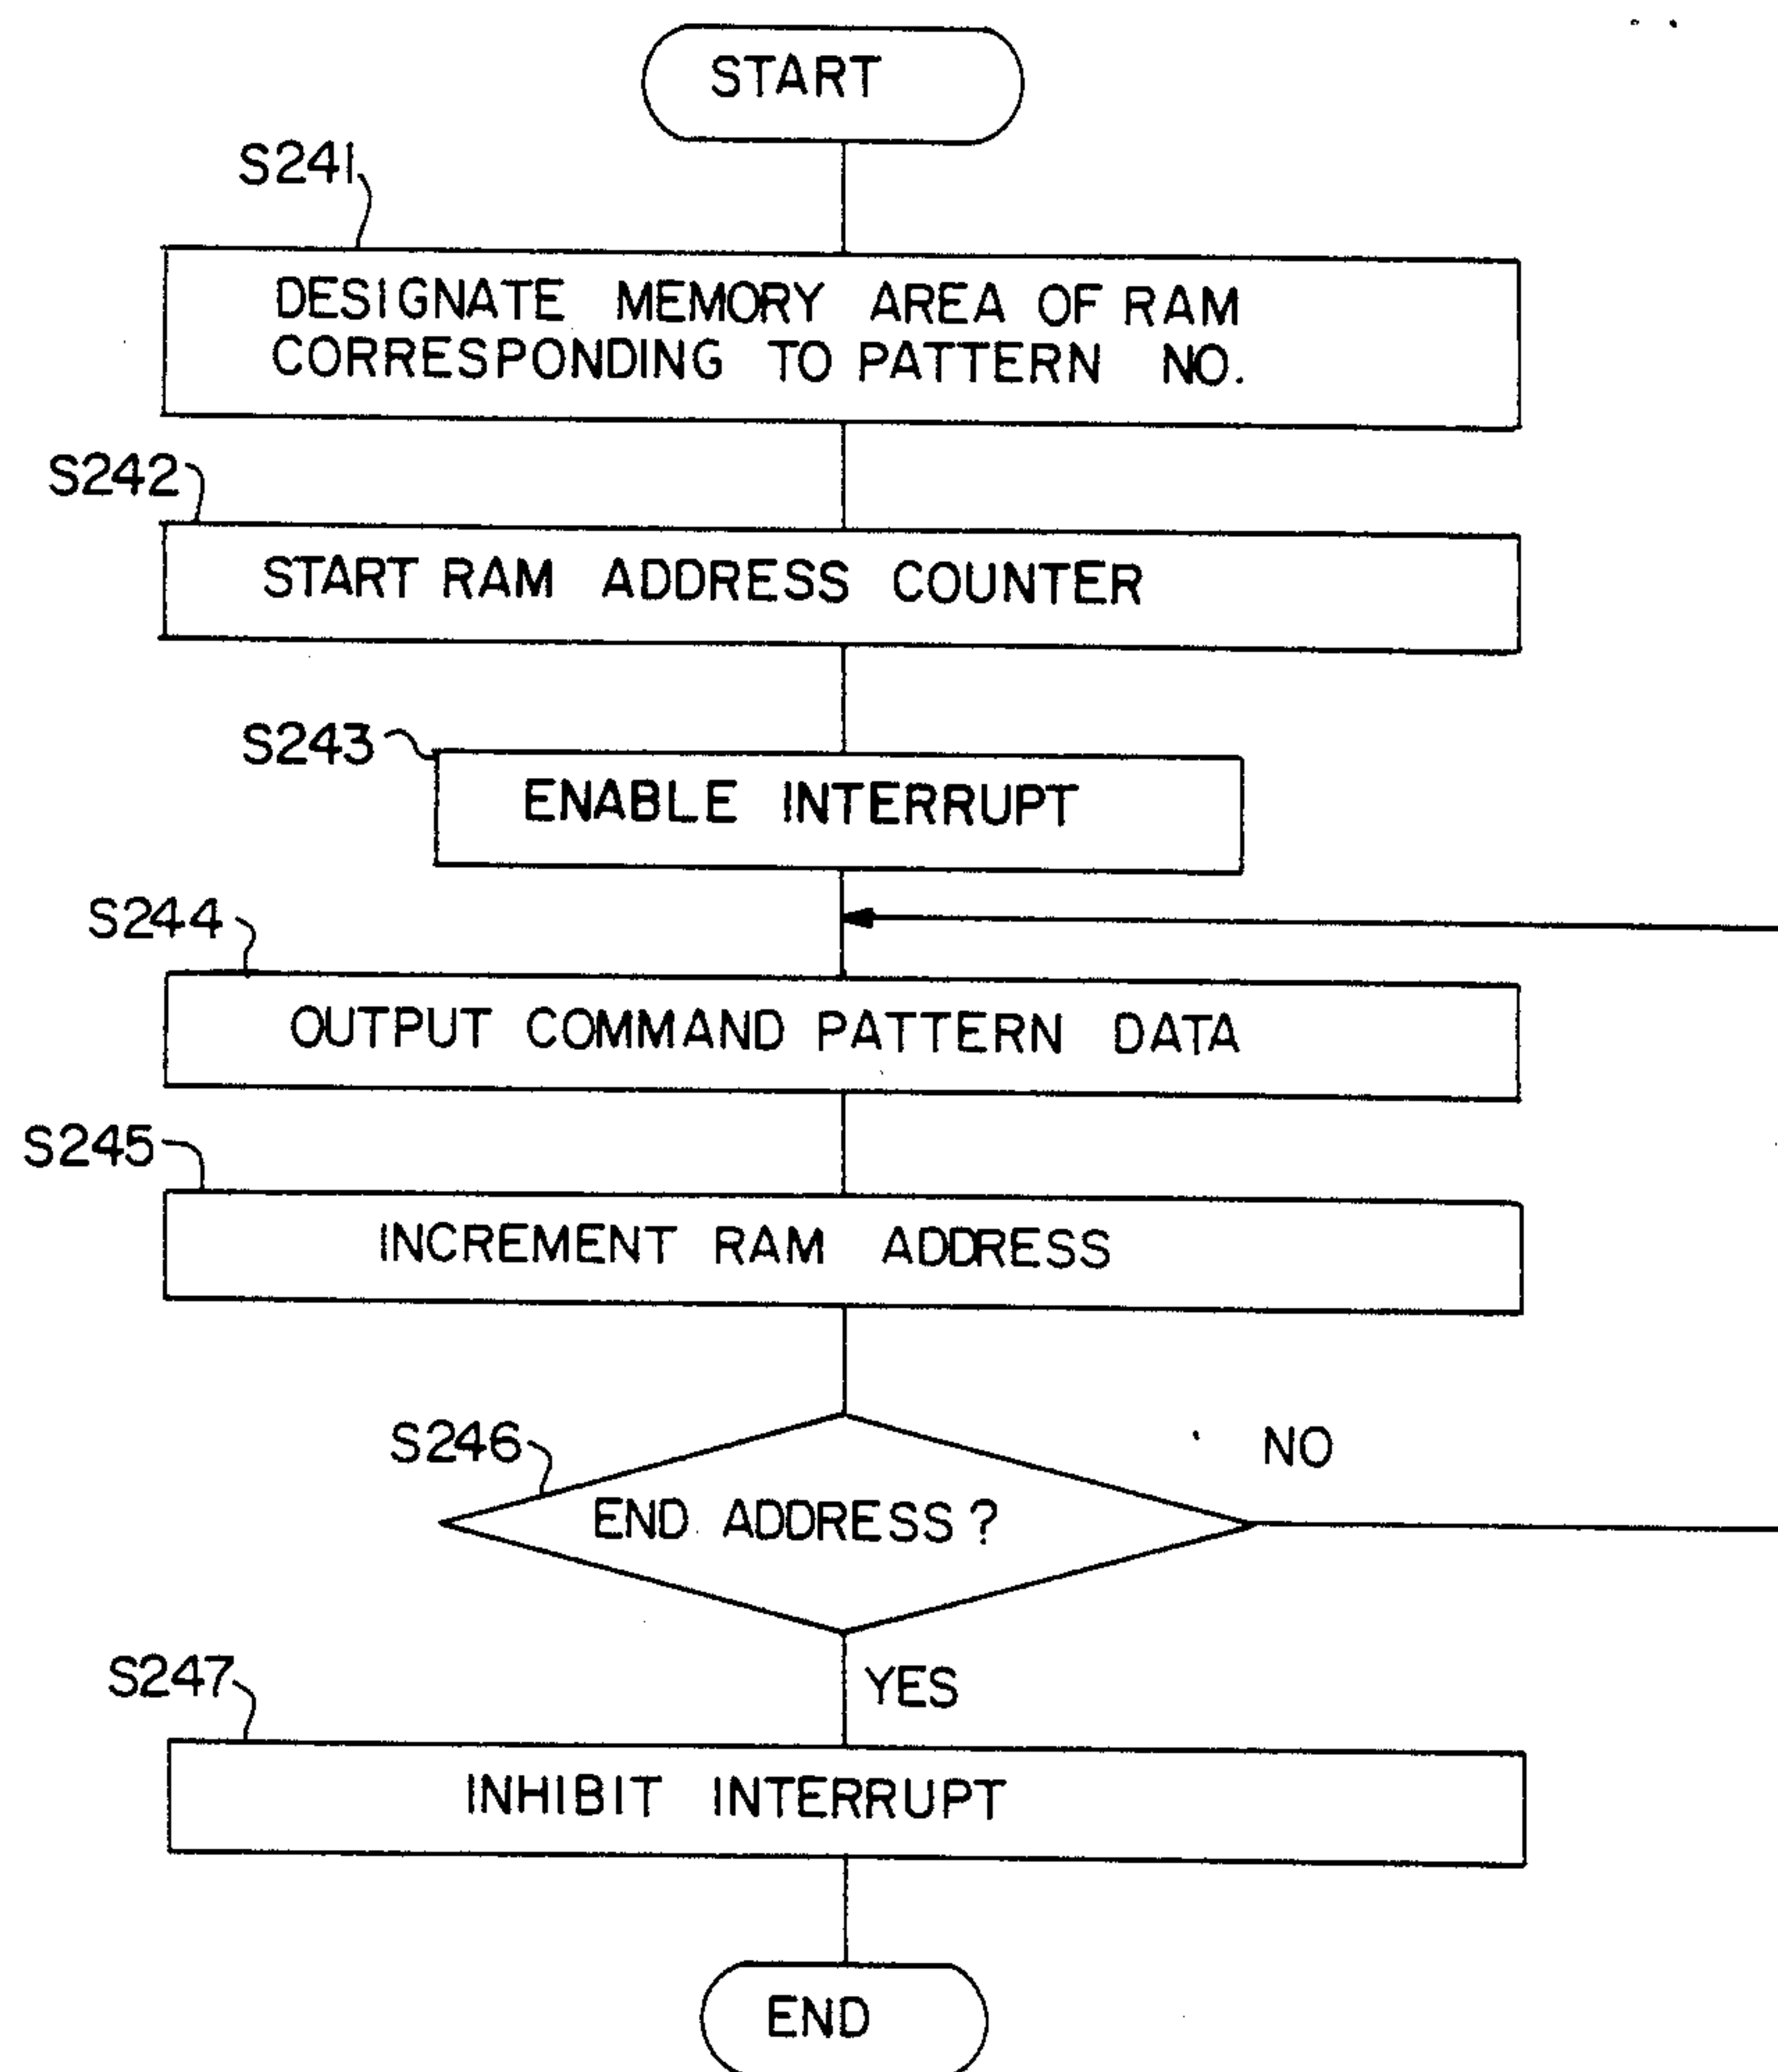 START
S241
DESIGNATE MEMORY AREA OF RAM
CORRESPONDING TO PATTERN NO.
S242
START RAM ADDRESS COUNTER
S243
ENABLE INTERRUPT
S244
OUTPUT COMMAND PATTERN DATA
S245
INCREMENT RAM ADDRESS
S246
NO
END ADDRESS?
YES
S247
INHIBIT INTERRUPT
END